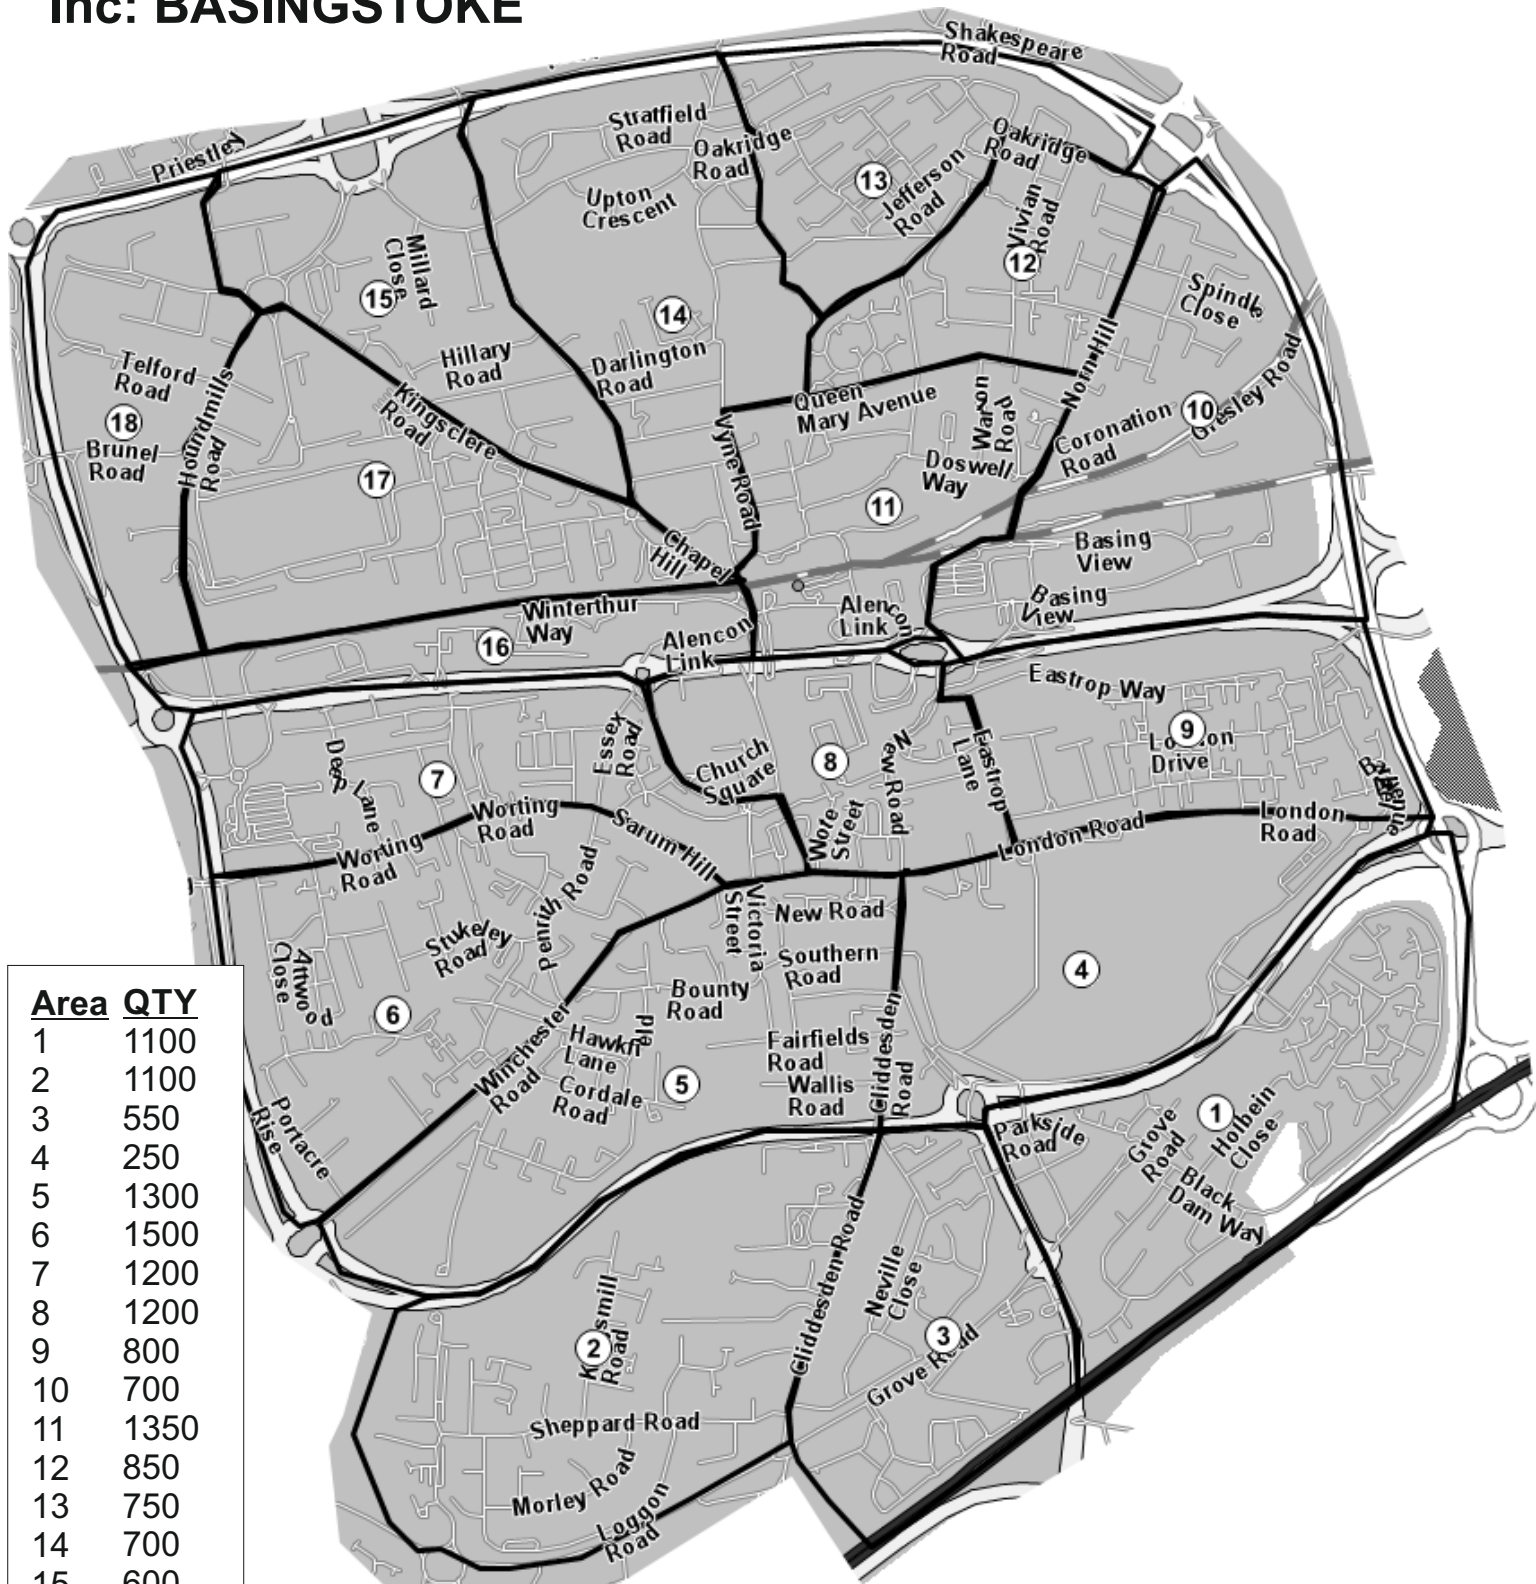 Inc: BASINGSTOKE
Shakespeare
Road
Priestley
Stratfield
Road
Oakridge
Road
Oakridge
Road
13
Jefferson
Road
Upton
Crescent
Vivian
Road
12
Millard
Close
15
14
Spindle
Close
Telford
Road
Hillary
Road
Darlington
Road
Norn Hill
18
Houndmills
Road
Kingsclere
Road
Queen
Mary Avenue
Watson
Road
10
Gresley Road
Coronation
Road
Brunel
Road
17
Vyne Road
Doswell
Way
11
Chapel
Hill
Basing
View
Winterthur
Way
Alencon
Link
Alencon
Basing
View
16
Alencon
Link
Eastrop Way
Essex
Road
Deep
Lane
7
Church
Square
8
New Road
Eastrop
Lane
9
London
Drive
Worting
Road
Worting
Road
Sarum Hill
Wote
Street
London Road
London
Road
Avenue
Penrith Road
Victoria
Street
New Road
Stukeley
Road
Attwood
Close
Southern
Road
Bounty
Road
4
6
Winchester
Road
Hawkfield
Lane
Fairfields
Road
Cliddesden
Road
Cordale
Road
5
Wallis
Road
Portacre
Rise
Parkside
Road
1
Grove
Road
Holbein
Close
Black
Dam Way
Cliddesden Road
Neville
Close
2
Road
3
Grove Road
Sheppard Road
Morley Road
Loggon
Road
Area QTY
1 1100
2 1100
3 550
4 250
5 1300
6 1500
7 1200
8 1200
9 800
10 700
11 1350
12 850
13 750
14 700
15 600